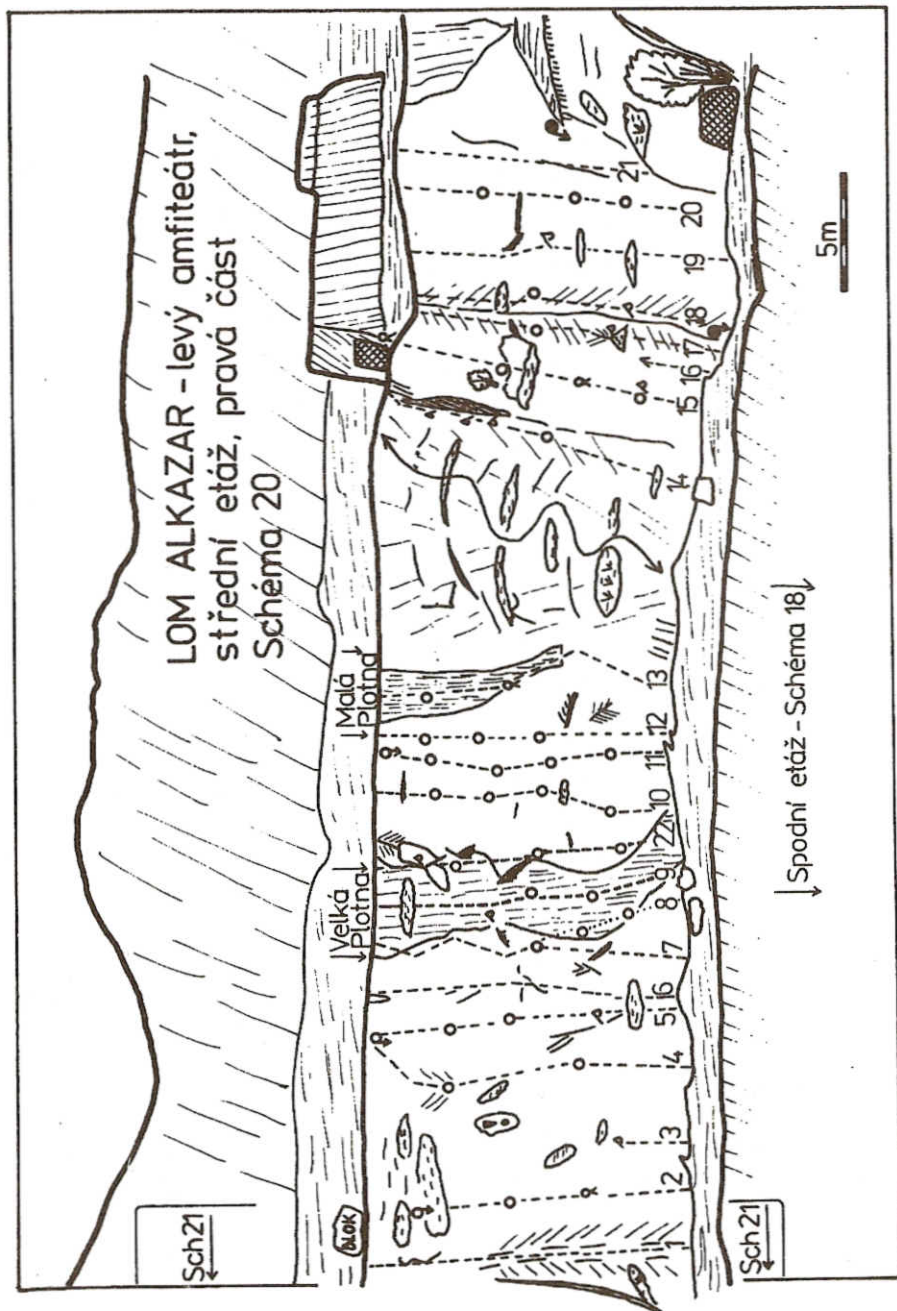 LOM ALKAZAR - levý amfiteátr,
střední etáž, pravá část
Schéma 20
Sch21
BLOK
Velká
Plotna
Malá
Plotna
1
2
3
4
5
6
7
8
9
22
10
11
12
13
14
15
16
17
18
19
20
21
Sch21
Spodní etáž - Schéma 18
5m